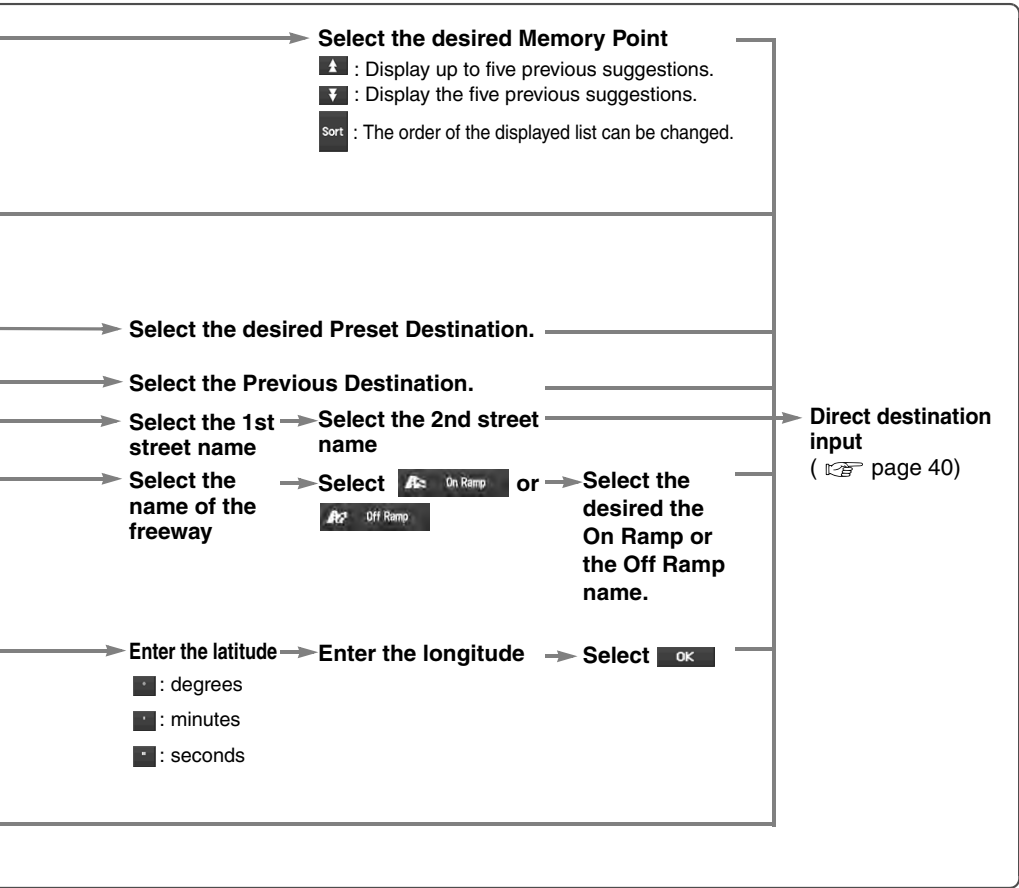 Select the desired Memory Point
: Display up to five previous suggestions.
: Display the five previous suggestions.
Sort : The order of the displayed list can be changed.
Select the desired Preset Destination.
Select the Previous Destination.
Select the 1st
street name
Select the 2nd street
name
Select the
name of the
freeway
Select On Ramp or
Off Ramp
Select the
desired the
On Ramp or
the Off Ramp
name.
Enter the latitude
° : degrees
' : minutes
" : seconds
Enter the longitude
Select OK
Direct destination
input
( ☞ page 40)